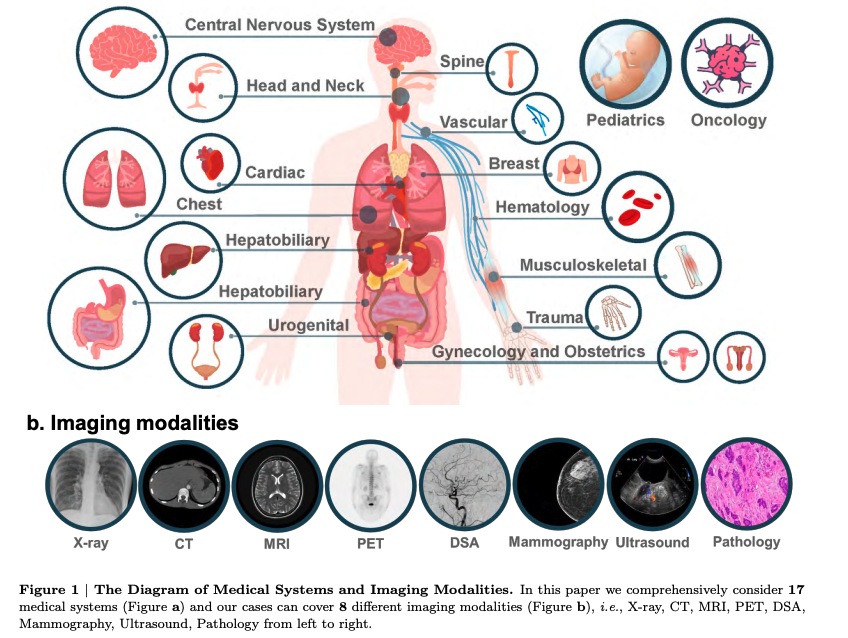 Central Nervous System
Head and Neck
Cardiac
Chest
Hepatobiliary
Hepatobiliary
Urogenital
Spine
Vascular
Breast
Hematology
Musculoskeletal
Trauma
Gynecology and Obstetrics
Pediatrics
Oncology
b. Imaging modalities
X-ray
CT
MRI
PET
DSA
Mammography
Ultrasound
Pathology
Figure 1 | The Diagram of Medical Systems and Imaging Modalities. In this paper we comprehensively consider 17
medical systems (Figure a) and our cases can cover 8 different imaging modalities (Figure b), i.e., X-ray, CT, MRI, PET, DSA,
Mammography, Ultrasound, Pathology from left to right.